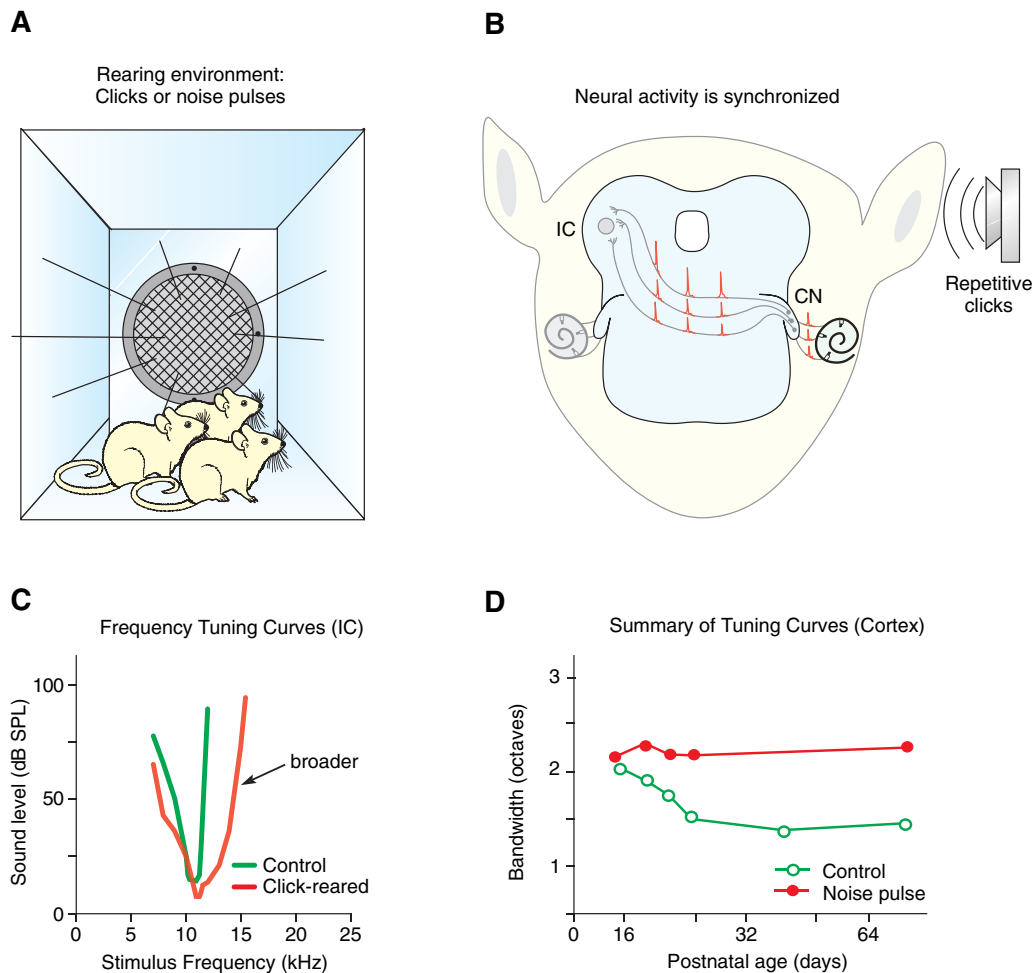 A
Rearing environment:
Clicks or noise pulses
B
Neural activity is synchronized
IC
CN
Repetitive
clicks
C
Frequency Tuning Curves (IC)
Sound level (dB SPL)
100
50
0
broader
Control
Click-reared
0 5 10 15 20 25
Stimulus Frequency (kHz)
D
Summary of Tuning Curves (Cortex)
Bandwidth (octaves)
3
2
1
Control
Noise pulse
0 16 32 64
Postnatal age (days)